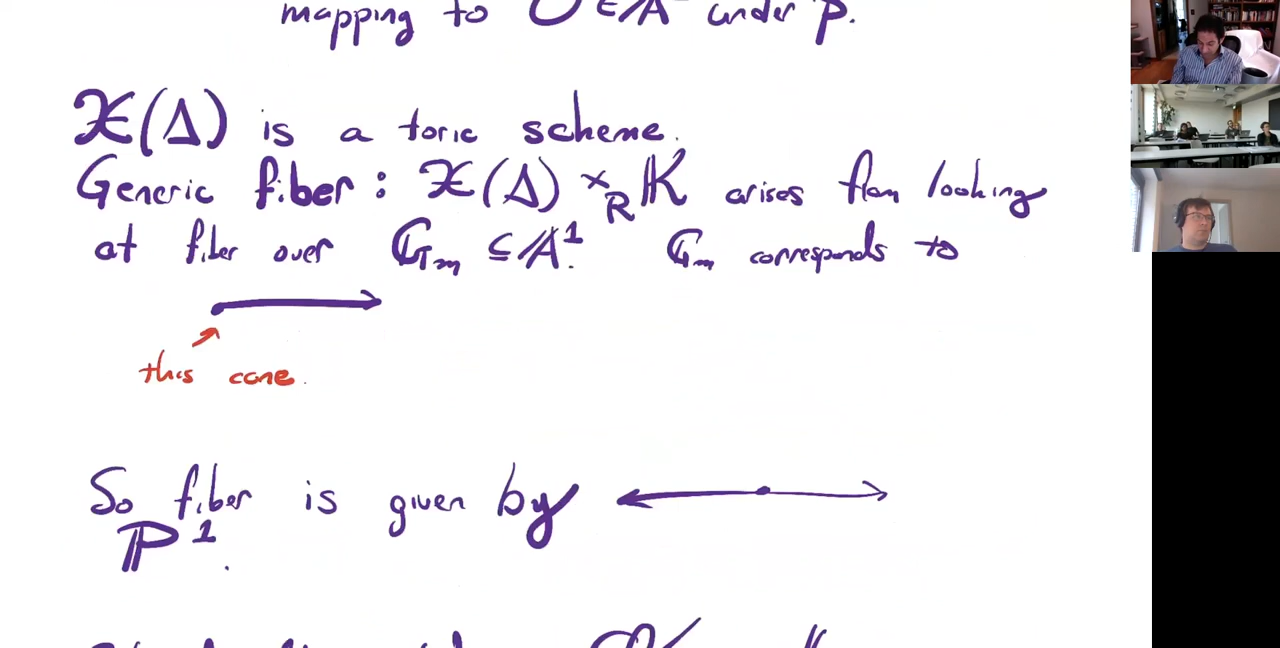 mapping to O ∈ A¹ under p.
𝒳(Δ) is a toric scheme.
Generic fiber : 𝒳(Δ) ×_R K arises from looking
at fiber over G_m ⊆ A¹. G_m corresponds to
this cone.
So fiber is given by
P¹.